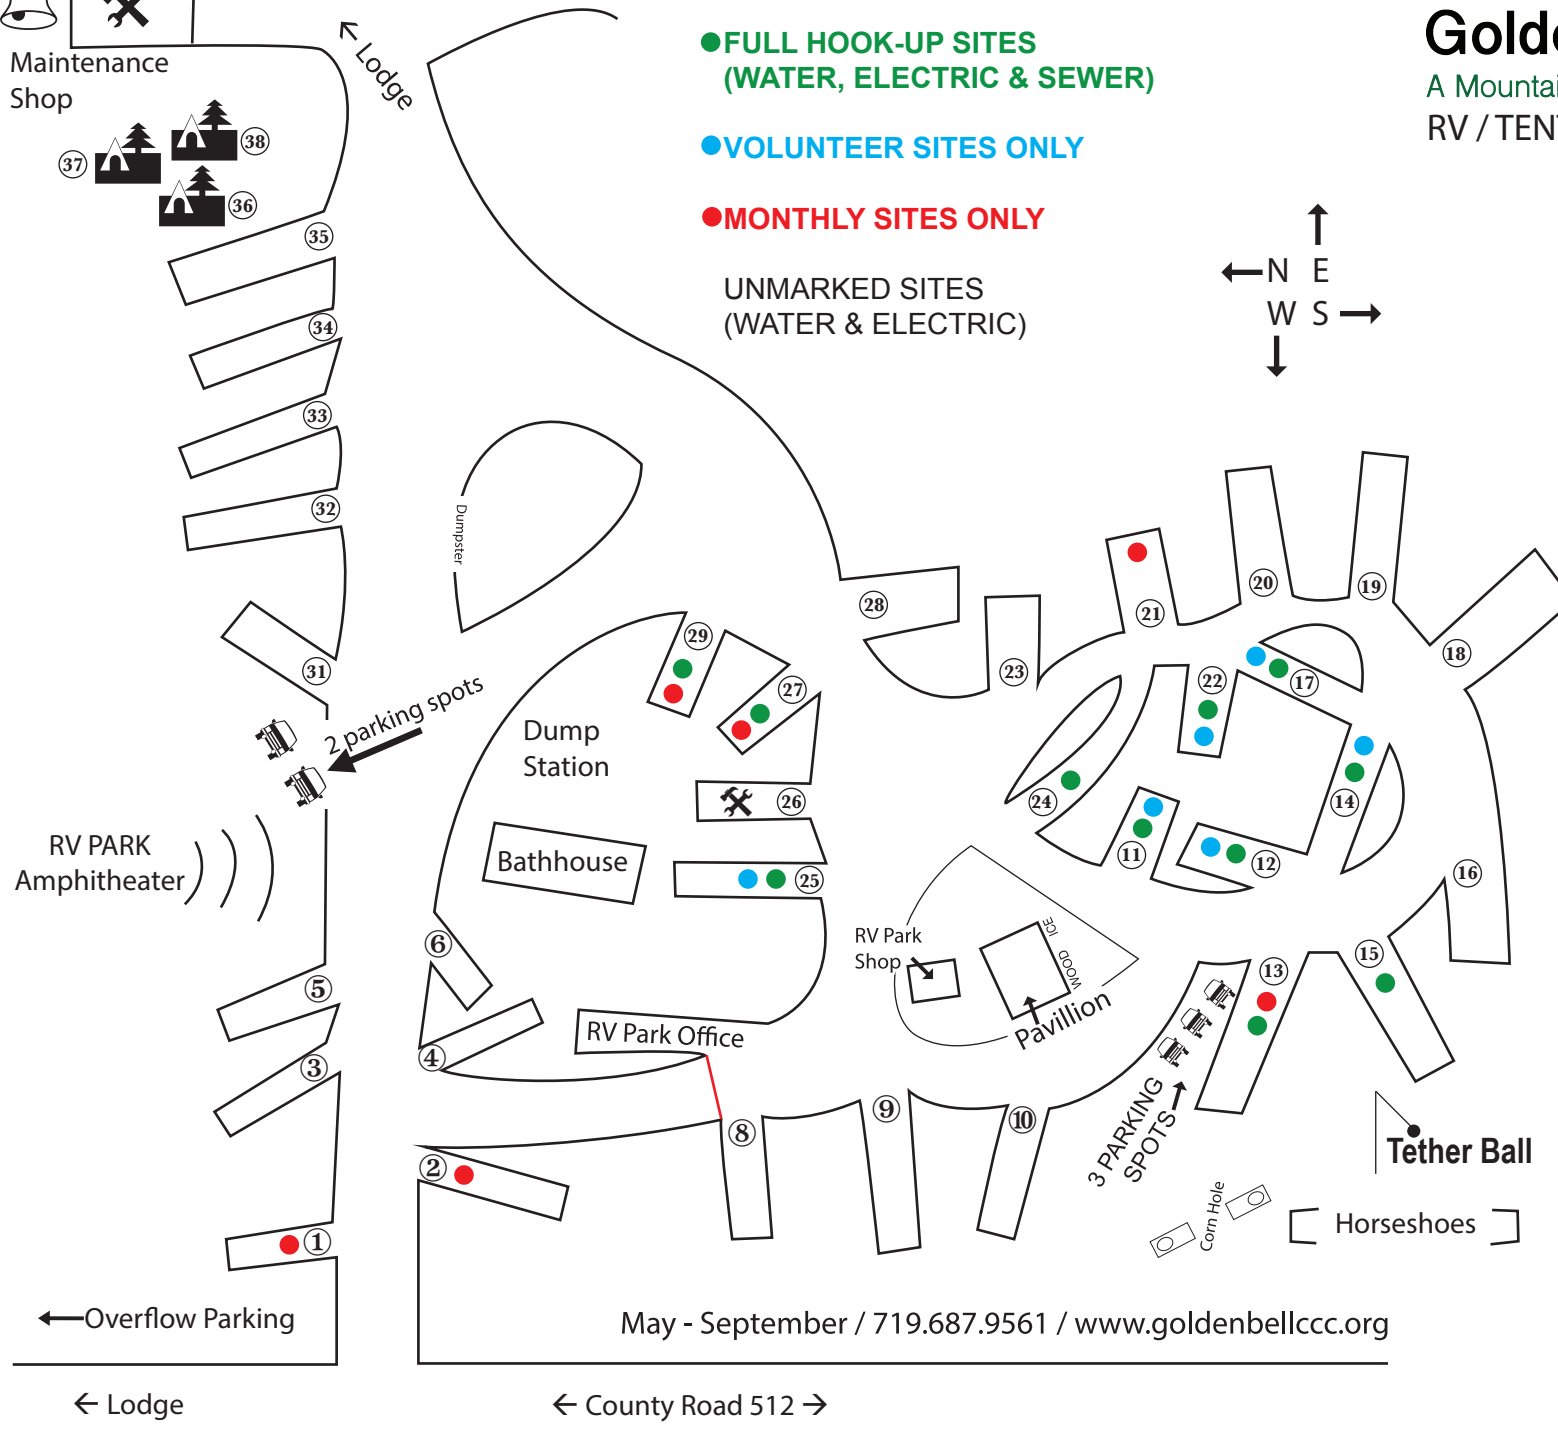 Maintenance
Shop
← Lodge
●FULL HOOK-UP SITES
(WATER, ELECTRIC & SEWER)
●VOLUNTEER SITES ONLY
●MONTHLY SITES ONLY
UNMARKED SITES
(WATER & ELECTRIC)
A Mountai
RV / TENT
N E
W S
38
37
36
35
34
33
32
31
Dumpster
2 parking spots
29
27
28
23
21
20
19
18
22
17
24
14
11
12
16
Dump
Station
26
Bathhouse
25
RV PARK
Amphitheater
6
5
4
3
RV Park Office
RV Park
Shop
ICE
WOOD
Pavillion
13
15
8
9
10
3 PARKING
SPOTS
2
1
Tether Ball
Corn Hole
Horseshoes
←Overflow Parking
May - September / 719.687.9561 / www.goldenbellccc.org
← Lodge
← County Road 512 →